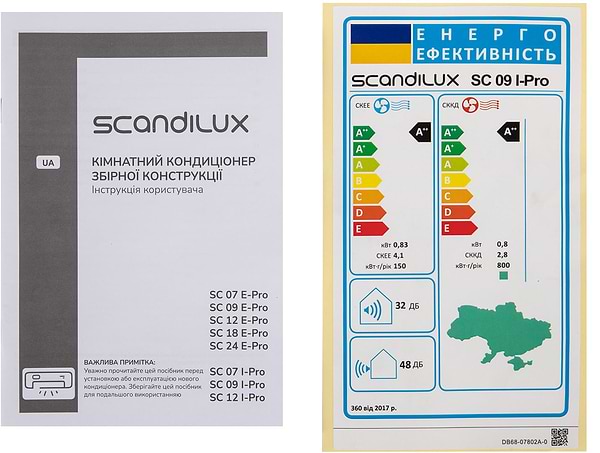 SCANDILUX
UA
КІМНАТНИЙ КОНДИЦІОНЕР
ЗБІРНОЇ КОНСТРУКЦІЇ
Інструкція користувача
SC 07 E-Pro
SC 09 E-Pro
SC 12 E-Pro
SC 18 E-Pro
SC 24 E-Pro
SC 07 I-Pro
SC 09 I-Pro
SC 12 I-Pro
ВАЖЛИВА ПРИМІТКА:
Уважно прочитайте цей посібник перед
установкою або експлуатацією нового
кондиціонера. Зберігайте цей посібник
для подальшого використанню
ЕНЕРГО
ЕФЕКТИВНІСТЬ
SCANDILUX SC 09 I-Pro
СКЕЕ
A++ A++
A+
A
B
C
D
E
кВт 0,83
СКЕЕ 4,1
кВт-г/рік 150
СККД
A++ A++
A+
A
B
C
D
E
кВт 0,8
СККД 2,8
кВт-г/рік 800
32 ДБ
48 ДБ
360 від 2017 р.
DB68-07802A-0